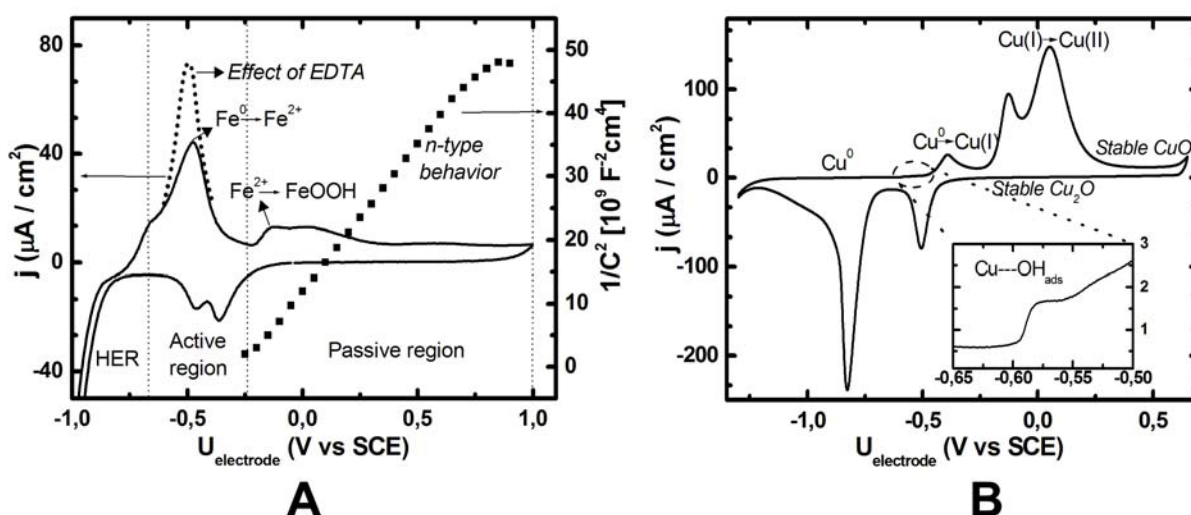 A
80
40
0
-40
j (μA / cm²)
50
40
30
20
10
0
1/C² [10⁹ F⁻²cm⁴]
Effect of EDTA
Fe⁰→Fe²⁺
Fe²⁺→FeOOH
n-type
behavior
HER
Active
region
Passive region
-1,0
-0,5
0,0
0,5
1,0
U electrode (V vs SCE)
A
B
100
0
-100
-200
j (μA / cm²)
Cu(I)→Cu(II)
Cu⁰→Cu(I)
Cu⁰
Stable CuO
Stable Cu₂O
Cu---OH ads
3
2
1
-0,65
-0,60
-0,55
-0,50
-1,0
-0,5
0,0
0,5
U electrode (V vs SCE)
B